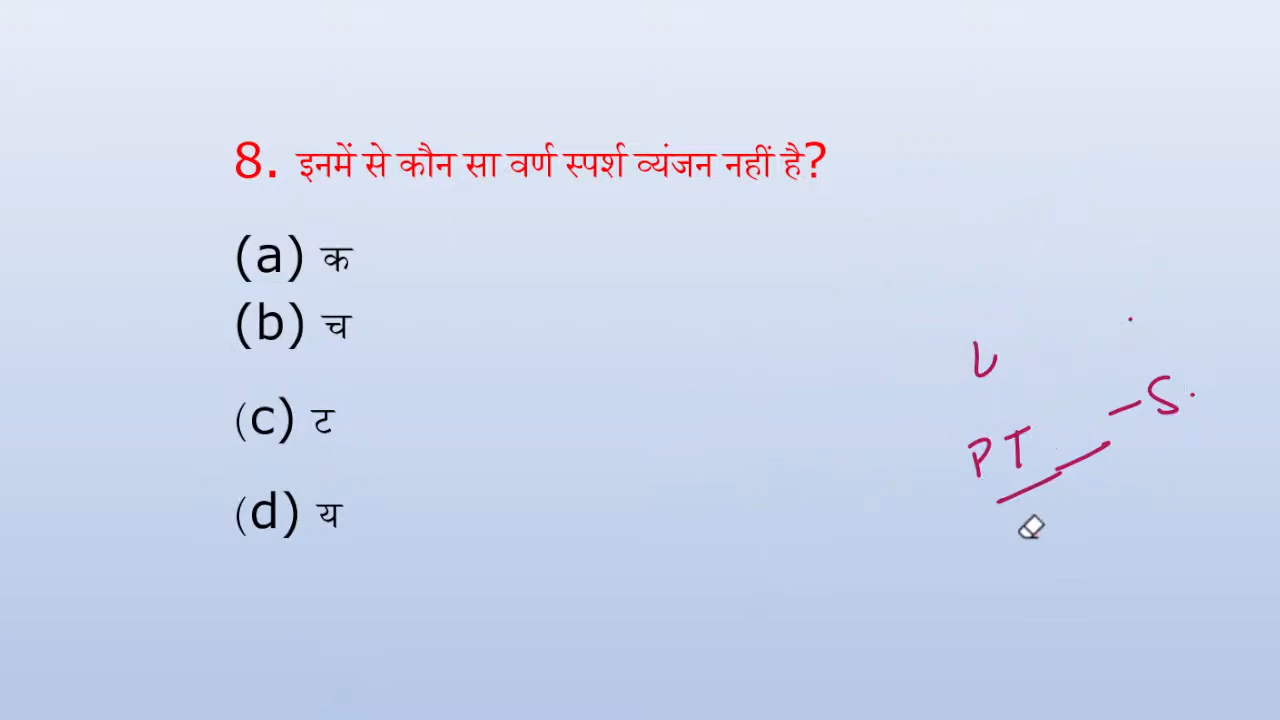 8. इनमें से कौन सा वर्ण स्पर्श व्यंजन नहीं है?
(a) क
(b) च
(c) ट
(d) य
PT
S